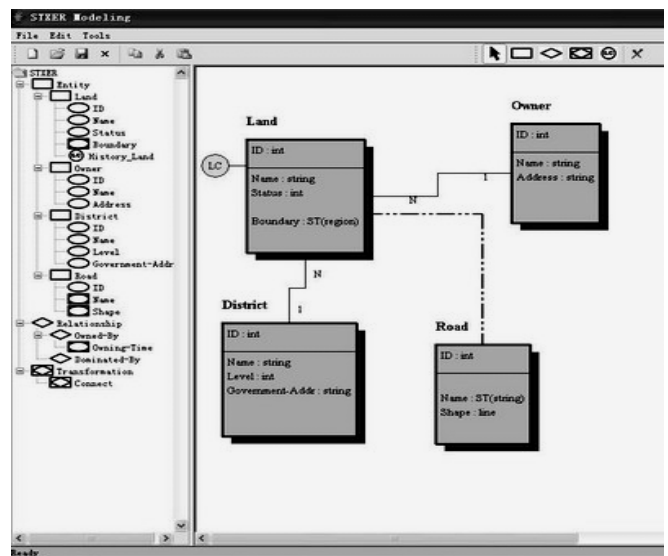 STXER Modeling
File Edit Tools
STXER
Entity
Land
ID
Name
Status
Boundary
History_Land
Owner
ID
Name
Address
District
ID
Name
Level
Government-Addr
Road
ID
Name
Shape
Relationship
Owned-By
Owning-Time
Dominated-By
Transformation
Connect
Land
ID : int
Name : string
Status : int
Boundary : ST(region)
LC
Owner
ID : int
Name : string
Address : string
N
1
N
1
District
ID : int
Name : string
Level : int
Government-Addr : string
Road
ID : int
Name : ST(string)
Shape : line
Ready